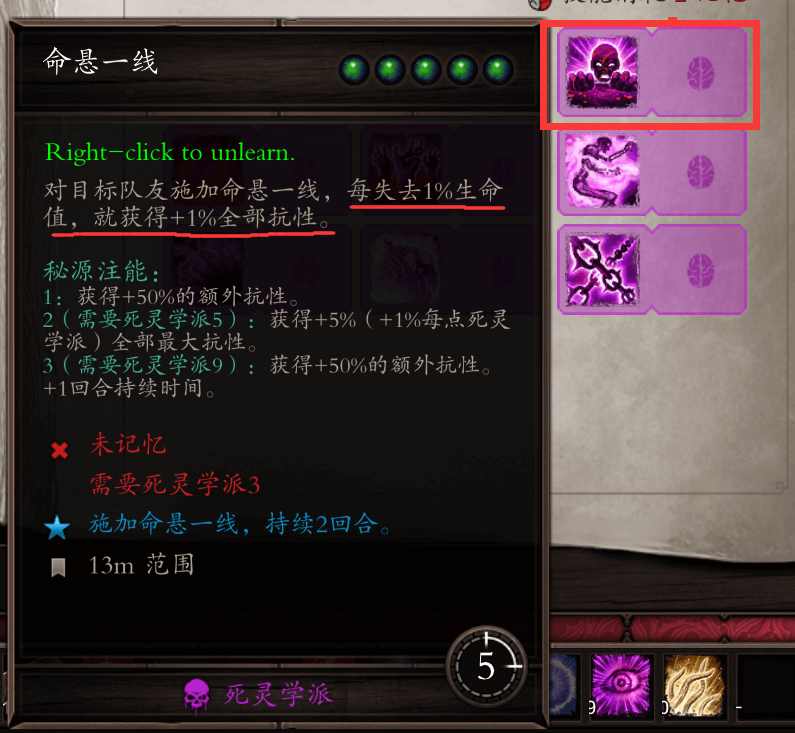 命悬一线
Right-click to unlearn.
对目标队友施加命悬一线，每失去1%生命
值，就获得+1%全部抗性。
秘源注能：
1：获得+50%的额外抗性。
2（需要死灵学派5）：获得+5%（+1%每点死灵
学派）全部最大抗性。
3（需要死灵学派9）：获得+50%的额外抗性。
+1回合持续时间。
未记忆
需要死灵学派3
施加命悬一线，持续2回合。
13m 范围
5
死灵学派